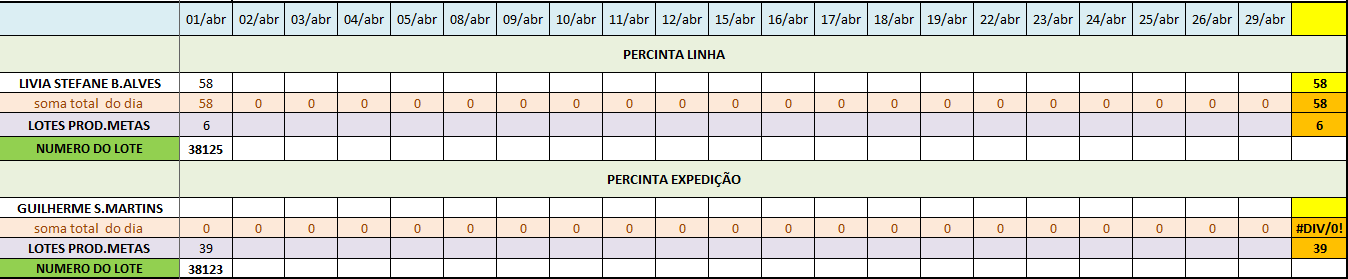 01/abr 02/abr 03/abr 04/abr 05/abr 08/abr 09/abr 10/abr 11/abr 12/abr 15/abr 16/abr 17/abr 18/abr 19/abr 22/abr 23/abr 24/abr 25/abr 26/abr 29/abr
PERCINTA LINHA
LIVIA STEFANE B.ALVES 58 58
soma total do dia 58 0 0 0 0 0 0 0 0 0 0 0 0 0 0 0 0 0 0 0 0 58
LOTES PROD.METAS 6 6
NUMERO DO LOTE 38125
PERCINTA EXPEDIÇÃO
GUILHERME S.MARTINS
soma total do dia 0 0 0 0 0 0 0 0 0 0 0 0 0 0 0 0 0 0 0 0 0 #DIV/0!
LOTES PROD.METAS 39 39
NUMERO DO LOTE 38123